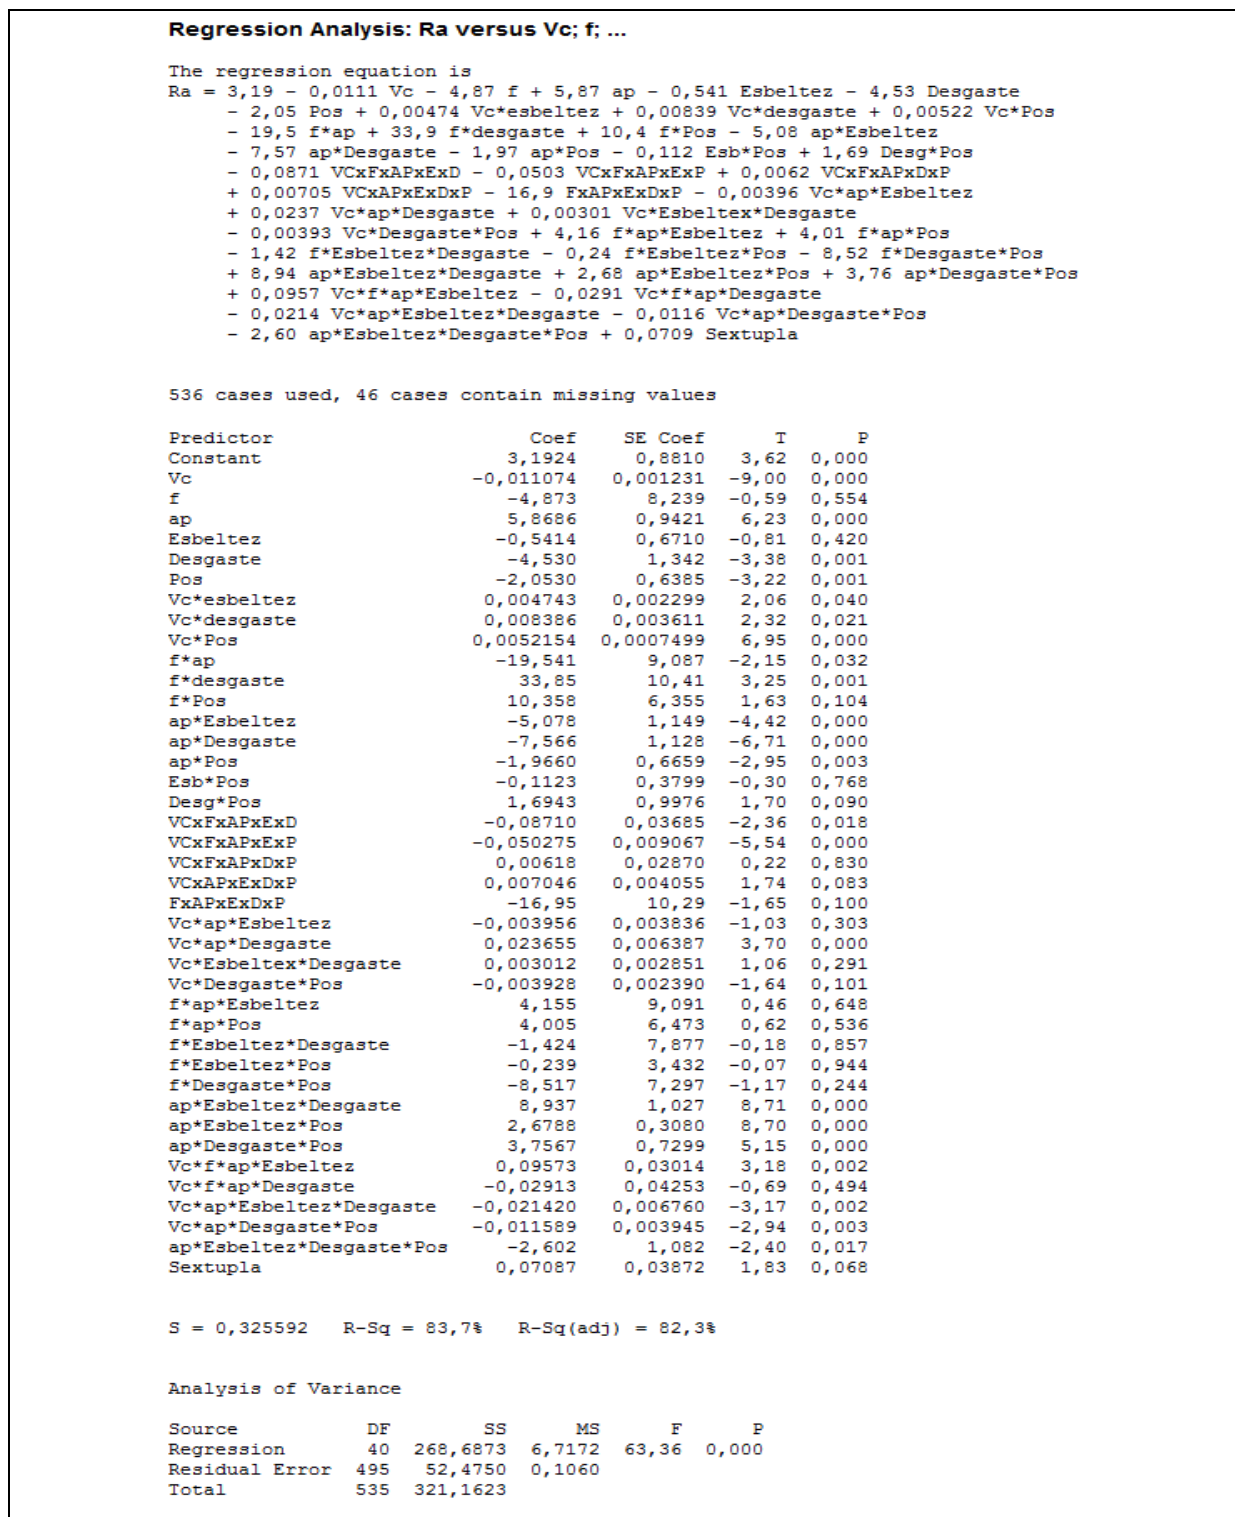 Regression Analysis: Ra versus Vc; f; ...
The regression equation is
Ra = 3,19 - 0,0111 Vc - 4,87 f + 5,87 ap - 0,541 Esbeltez - 4,53 Desgaste
- 2,05 Pos + 0,00474 Vc*esbeltez + 0,00839 Vc*desgaste + 0,00522 Vc*Pos
- 19,5 f*ap + 33,9 f*desgaste + 10,4 f*Pos - 5,08 ap*Esbeltez
- 7,57 ap*Desgaste - 1,97 ap*Pos - 0,112 Esb*Pos + 1,69 Desg*Pos
- 0,0871 VCxFxAPxExD - 0,0503 VCxFxAPxExP + 0,0062 VCxFxAPxDxP
+ 0,00705 VCxAPxExDxP - 16,9 FxAPxExDxP - 0,00396 Vc*ap*Esbeltez
+ 0,0237 Vc*ap*Desgaste + 0,00301 Vc*Esbeltex*Desgaste
- 0,00393 Vc*Desgaste*Pos + 4,16 f*ap*Esbeltez + 4,01 f*ap*Pos
- 1,42 f*Esbeltez*Desgaste - 0,24 f*Esbeltez*Pos - 8,52 f*Desgaste*Pos
+ 8,94 ap*Esbeltez*Desgaste + 2,68 ap*Esbeltez*Pos + 3,76 ap*Desgaste*Pos
+ 0,0957 Vc*f*ap*Esbeltez - 0,0291 Vc*f*ap*Desgaste
- 0,0214 Vc*ap*Esbeltez*Desgaste - 0,0116 Vc*ap*Desgaste*Pos
- 2,60 ap*Esbeltez*Desgaste*Pos + 0,0709 Sextupla
536 cases used, 46 cases contain missing values
Predictor Coef SE Coef T P
Constant 3,1924 0,8810 3,62 0,000
Vc -0,011074 0,001231 -9,00 0,000
f -4,873 8,239 -0,59 0,554
ap 5,8686 0,9421 6,23 0,000
Esbeltez -0,5414 0,6710 -0,81 0,420
Desgaste -4,530 1,342 -3,38 0,001
Pos -2,0530 0,6385 -3,22 0,001
Vc*esbeltez 0,004743 0,002299 2,06 0,040
Vc*desgaste 0,008386 0,003611 2,32 0,021
Vc*Pos 0,0052154 0,0007499 6,95 0,000
f*ap -19,541 9,087 -2,15 0,032
f*desgaste 33,85 10,41 3,25 0,001
f*Pos 10,358 6,355 1,63 0,104
ap*Esbeltez -5,078 1,149 -4,42 0,000
ap*Desgaste -7,566 1,128 -6,71 0,000
ap*Pos -1,9660 0,6659 -2,95 0,003
Esb*Pos -0,1123 0,3799 -0,30 0,768
Desg*Pos 1,6943 0,9976 1,70 0,090
VCxFxAPxExD -0,08710 0,03685 -2,36 0,018
VCxFxAPxExP -0,050275 0,009067 -5,54 0,000
VCxFxAPxDxP 0,00618 0,02870 0,22 0,830
VCxAPxExDxP 0,007046 0,004055 1,74 0,083
FxAPxExDxP -16,95 10,29 -1,65 0,100
Vc*ap*Esbeltez -0,003956 0,003836 -1,03 0,303
Vc*ap*Desgaste 0,023655 0,006387 3,70 0,000
Vc*Esbeltex*Desgaste 0,003012 0,002851 1,06 0,291
Vc*Desgaste*Pos -0,003928 0,002390 -1,64 0,101
f*ap*Esbeltez 4,155 9,091 0,46 0,648
f*ap*Pos 4,005 6,473 0,62 0,536
f*Esbeltez*Desgaste -1,424 7,877 -0,18 0,857
f*Esbeltez*Pos -0,239 3,432 -0,07 0,944
f*Desgaste*Pos -8,517 7,297 -1,17 0,244
ap*Esbeltez*Desgaste 8,937 1,027 8,71 0,000
ap*Esbeltez*Pos 2,6788 0,3080 8,70 0,000
ap*Desgaste*Pos 3,7567 0,7299 5,15 0,000
Vc*f*ap*Esbeltez 0,09573 0,03014 3,18 0,002
Vc*f*ap*Desgaste -0,02913 0,04253 -0,69 0,494
Vc*ap*Esbeltez*Desgaste -0,021420 0,006760 -3,17 0,002
Vc*ap*Desgaste*Pos -0,011589 0,003945 -2,94 0,003
ap*Esbeltez*Desgaste*Pos -2,602 1,082 -2,40 0,017
Sextupla 0,07087 0,03872 1,83 0,068
S = 0,325592 R-Sq = 83,7% R-Sq(adj) = 82,3%
Analysis of Variance
Source DF SS MS F P
Regression 40 268,6873 6,7172 63,36 0,000
Residual Error 495 52,4750 0,1060
Total 535 321,1623